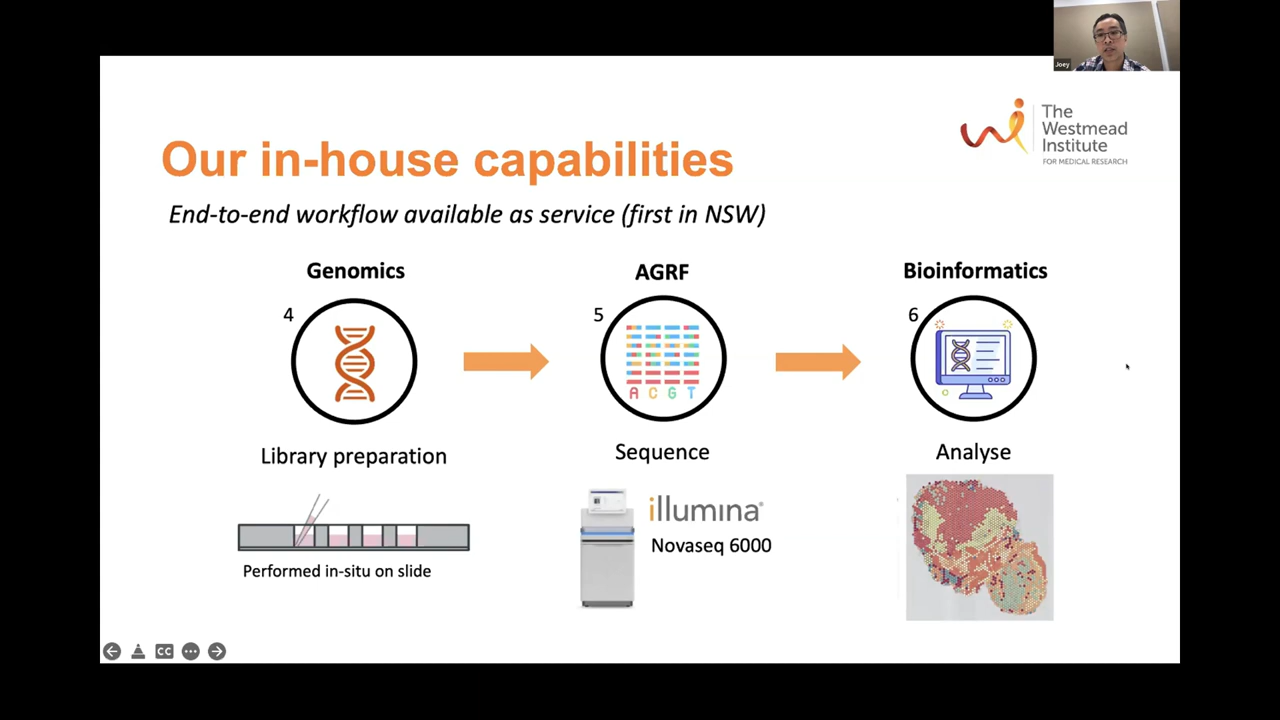 Joey
The
Westmead
Institute
FOR MEDICAL RESEARCH
Our in-house capabilities
End-to-end workflow available as service (first in NSW)
Genomics
AGRF
Bioinformatics
4
5
6
A C G T
Library preparation
Sequence
Analyse
illumina®
Novaseq 6000
Performed in-situ on slide
CC